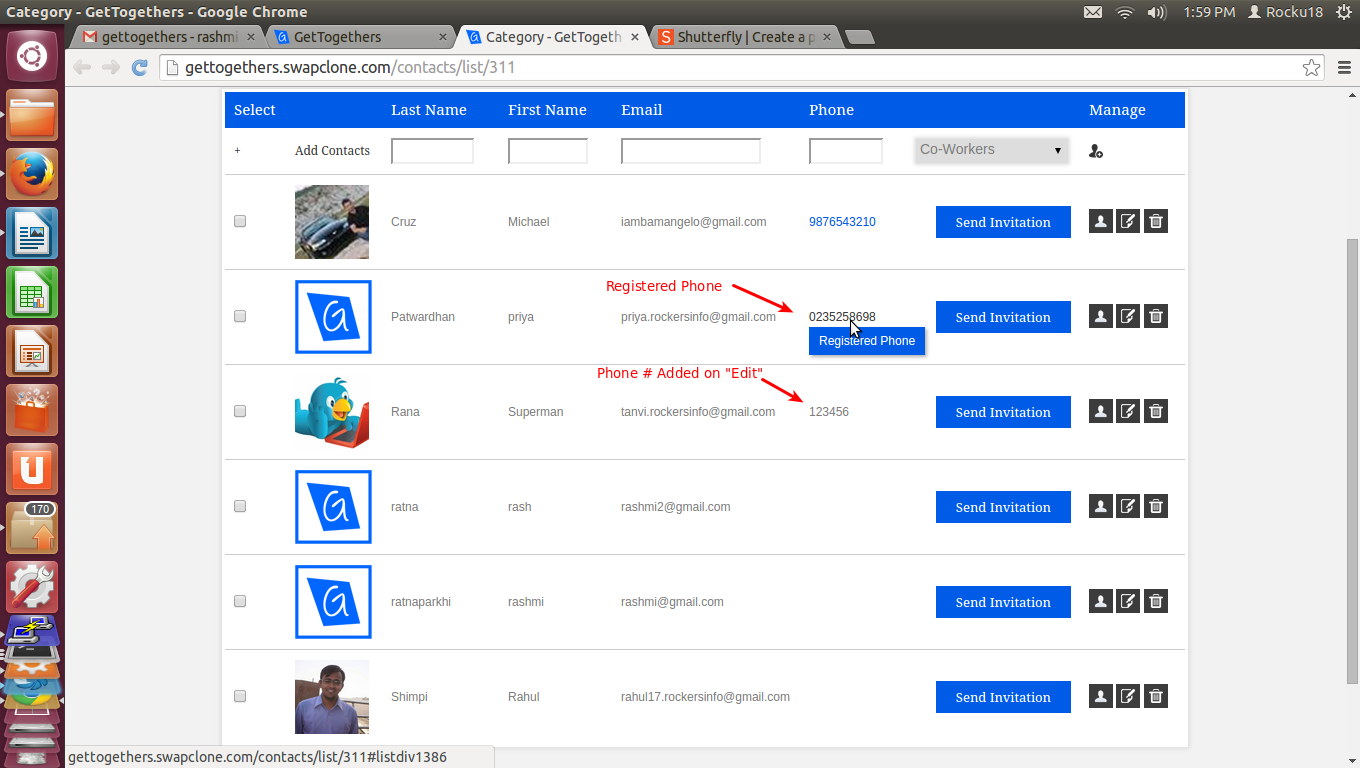 Category - GetTogethers - Google Chrome
1:59 PM Rocku18
gettogethers - rashmi
GetTogethers
Category - GetTogeth
Shutterfly | Create a p
gettogethers.swapclone.com/contacts/list/311
Select Last Name First Name Email Phone Manage
+ Add Contacts Co-Workers
Cruz Michael iambamangelo@gmail.com 9876543210 Send Invitation
Registered Phone
Patwardhan priya priya.rockersinfo@gmail.com 0235258698 Send Invitation
Registered Phone
Phone # Added on "Edit"
Rana Superman tanvi.rockersinfo@gmail.com 123456 Send Invitation
ratna rash rashmi2@gmail.com Send Invitation
170
ratnaparkhi rashmi rashmi@gmail.com Send Invitation
Shimpi Rahul rahul17.rockersinfo@gmail.com Send Invitation
gettogethers.swapclone.com/contacts/list/311#listdiv1386